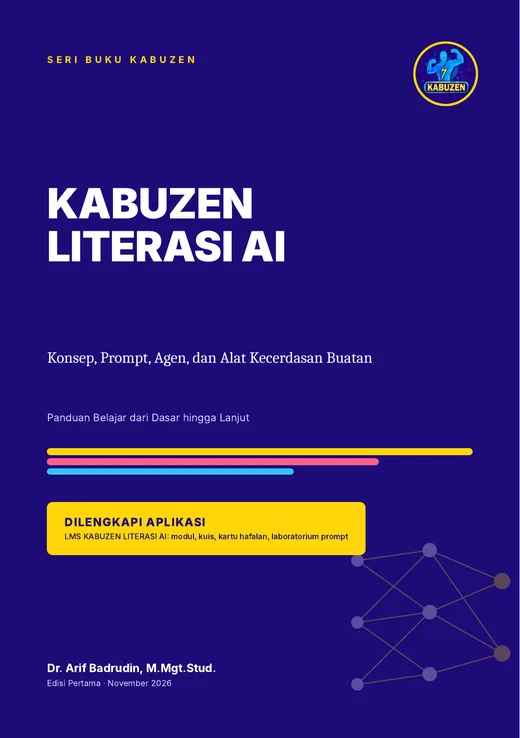 SERI BUKU KABUZEN
7
KABUZEN
KABUZEN
LITERASI AI
Konsep, Prompt, Agen, dan Alat Kecerdasan Buatan
Panduan Belajar dari Dasar hingga Lanjut
DILENGKAPI APLIKASI
LMS KABUZEN LITERASI AI: modul, kuis, kartu hafalan, laboratorium prompt
Dr. Arif Badrudin, M.Mgt.Stud.
Edisi Pertama · November 2026